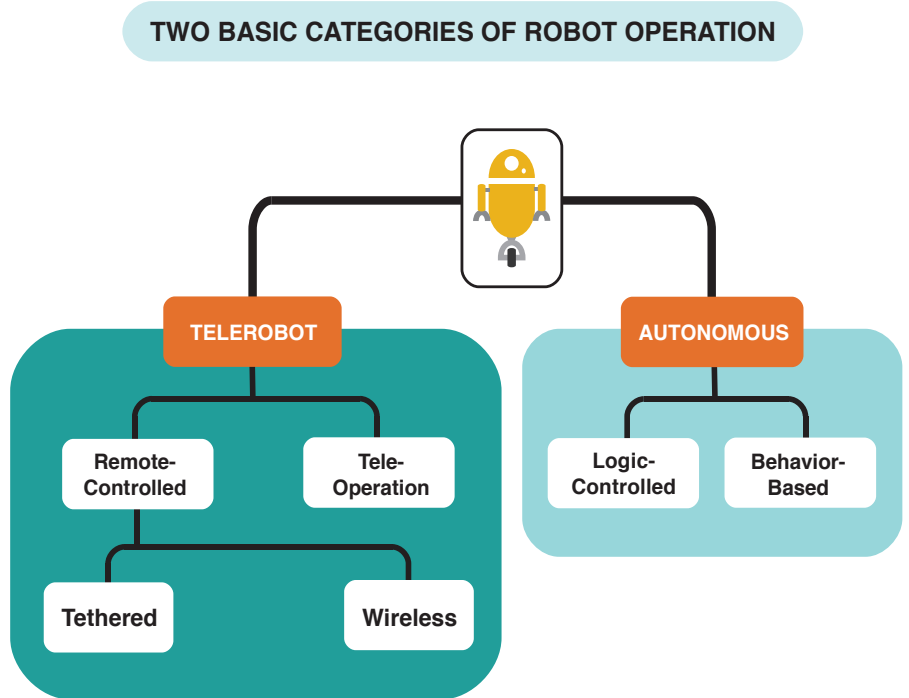 TWO BASIC CATEGORIES OF ROBOT OPERATION
TELEROBOT
AUTONOMOUS
Remote-
Controlled
Tele-
Operation
Logic-
Controlled
Behavior-
Based
Tethered
Wireless